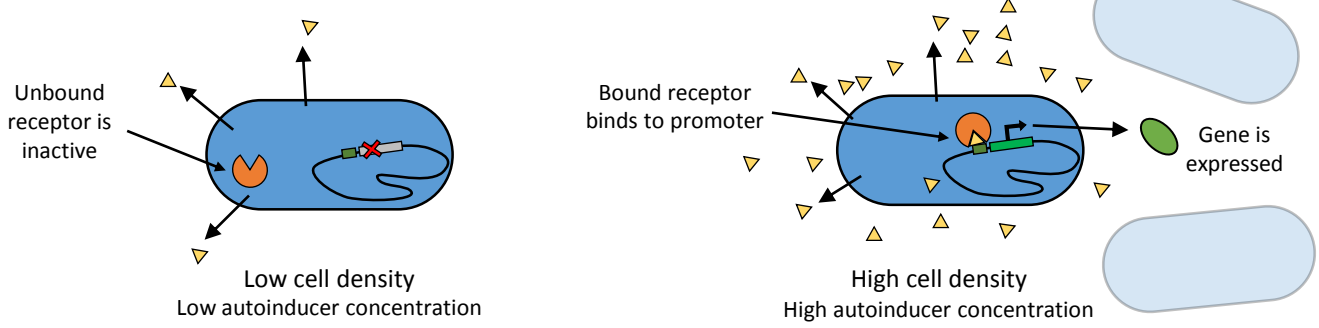 Unbound
receptor is
inactive
Low cell density
Low autoinducer concentration
Bound receptor
binds to promoter
Gene is
expressed
High cell density
High autoinducer concentration